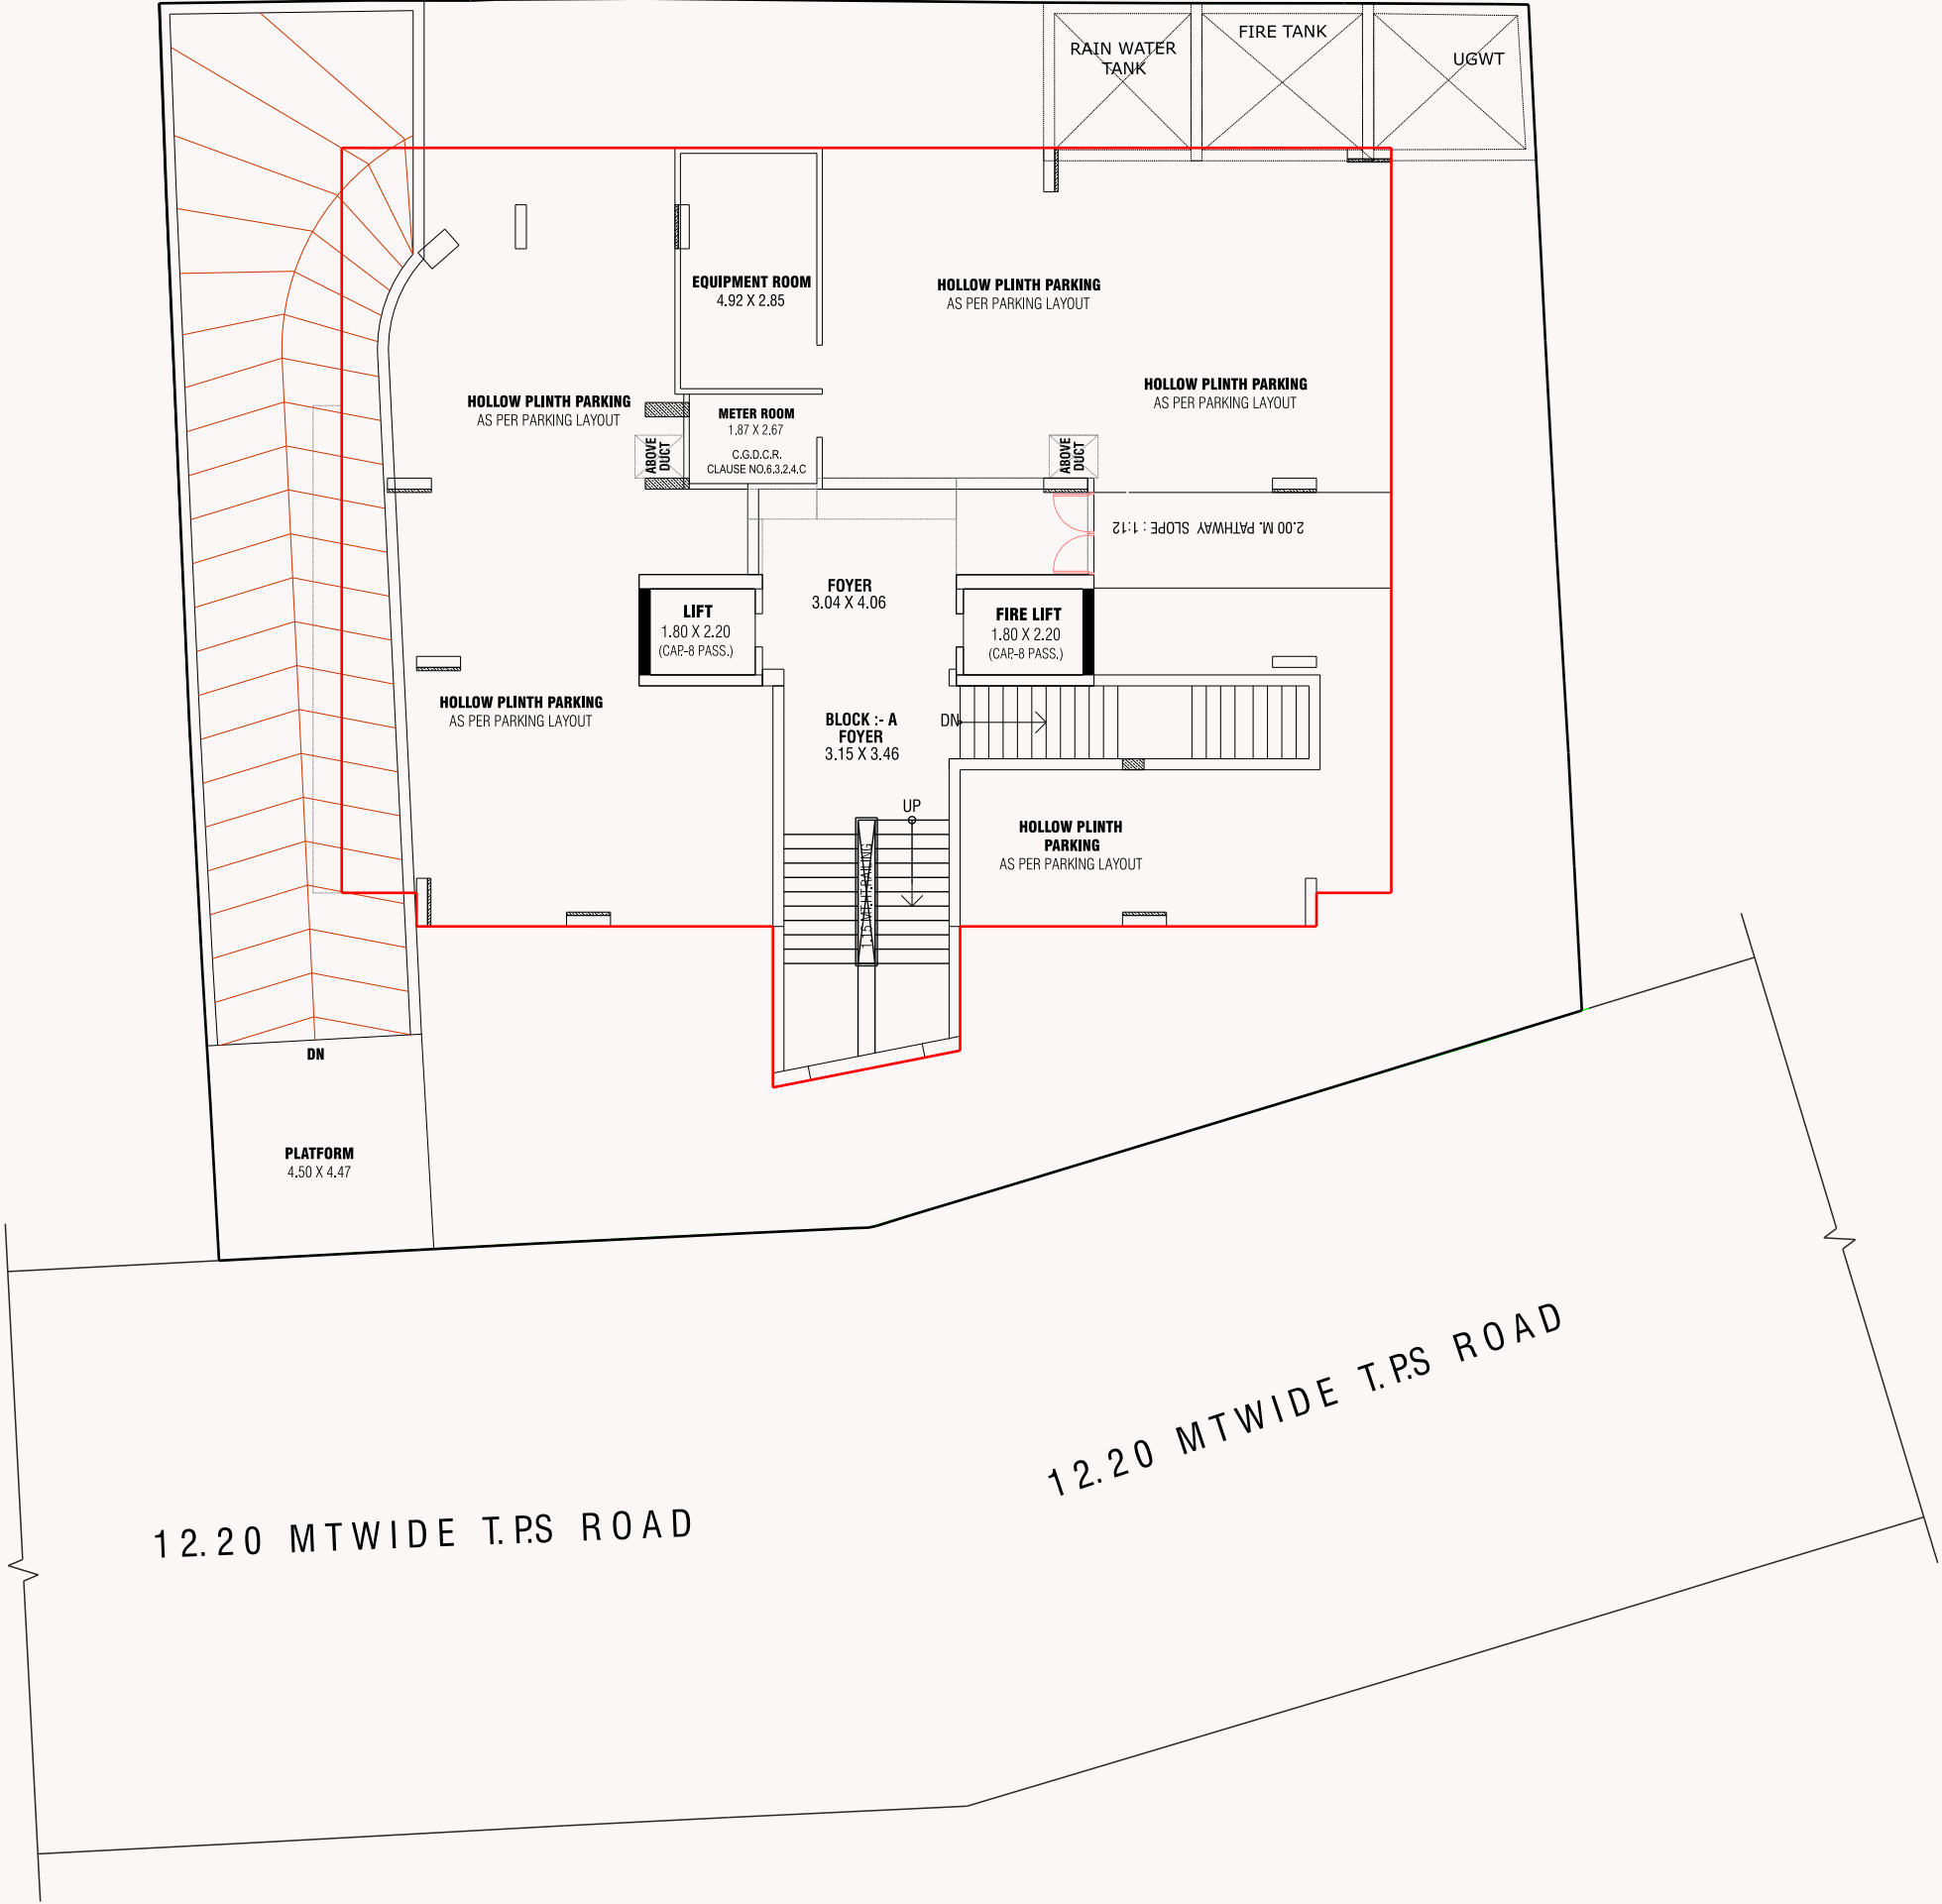 RAIN WATER
TANK
FIRE TANK
UGWT
EQUIPMENT ROOM
4.92 X 2.85
HOLLOW PLINTH PARKING
AS PER PARKING LAYOUT
HOLLOW PLINTH PARKING
AS PER PARKING LAYOUT
HOLLOW PLINTH PARKING
AS PER PARKING LAYOUT
METER ROOM
1.87 X 2.67
C.G.D.C.R.
CLAUSE NO.6,3,2,4,C
ABOVE
DUCT
ABOVE
DUCT
2.00 M. PATHWAY SLOPE : 1:12
FOYER
3.04 X 4.06
LIFT
1.80 X 2.20
(CAP.-8 PASS.)
FIRE LIFT
1.80 X 2.20
(CAP.-8 PASS.)
HOLLOW PLINTH PARKING
AS PER PARKING LAYOUT
BLOCK :- A
FOYER
3.15 X 3.46
DN
UP
HOLLOW PLINTH
PARKING
AS PER PARKING LAYOUT
RAILING
DN
PLATFORM
4.50 X 4.47
12.20 MTWIDE T.P.S ROAD
12.20 MTWIDE T.P.S ROAD